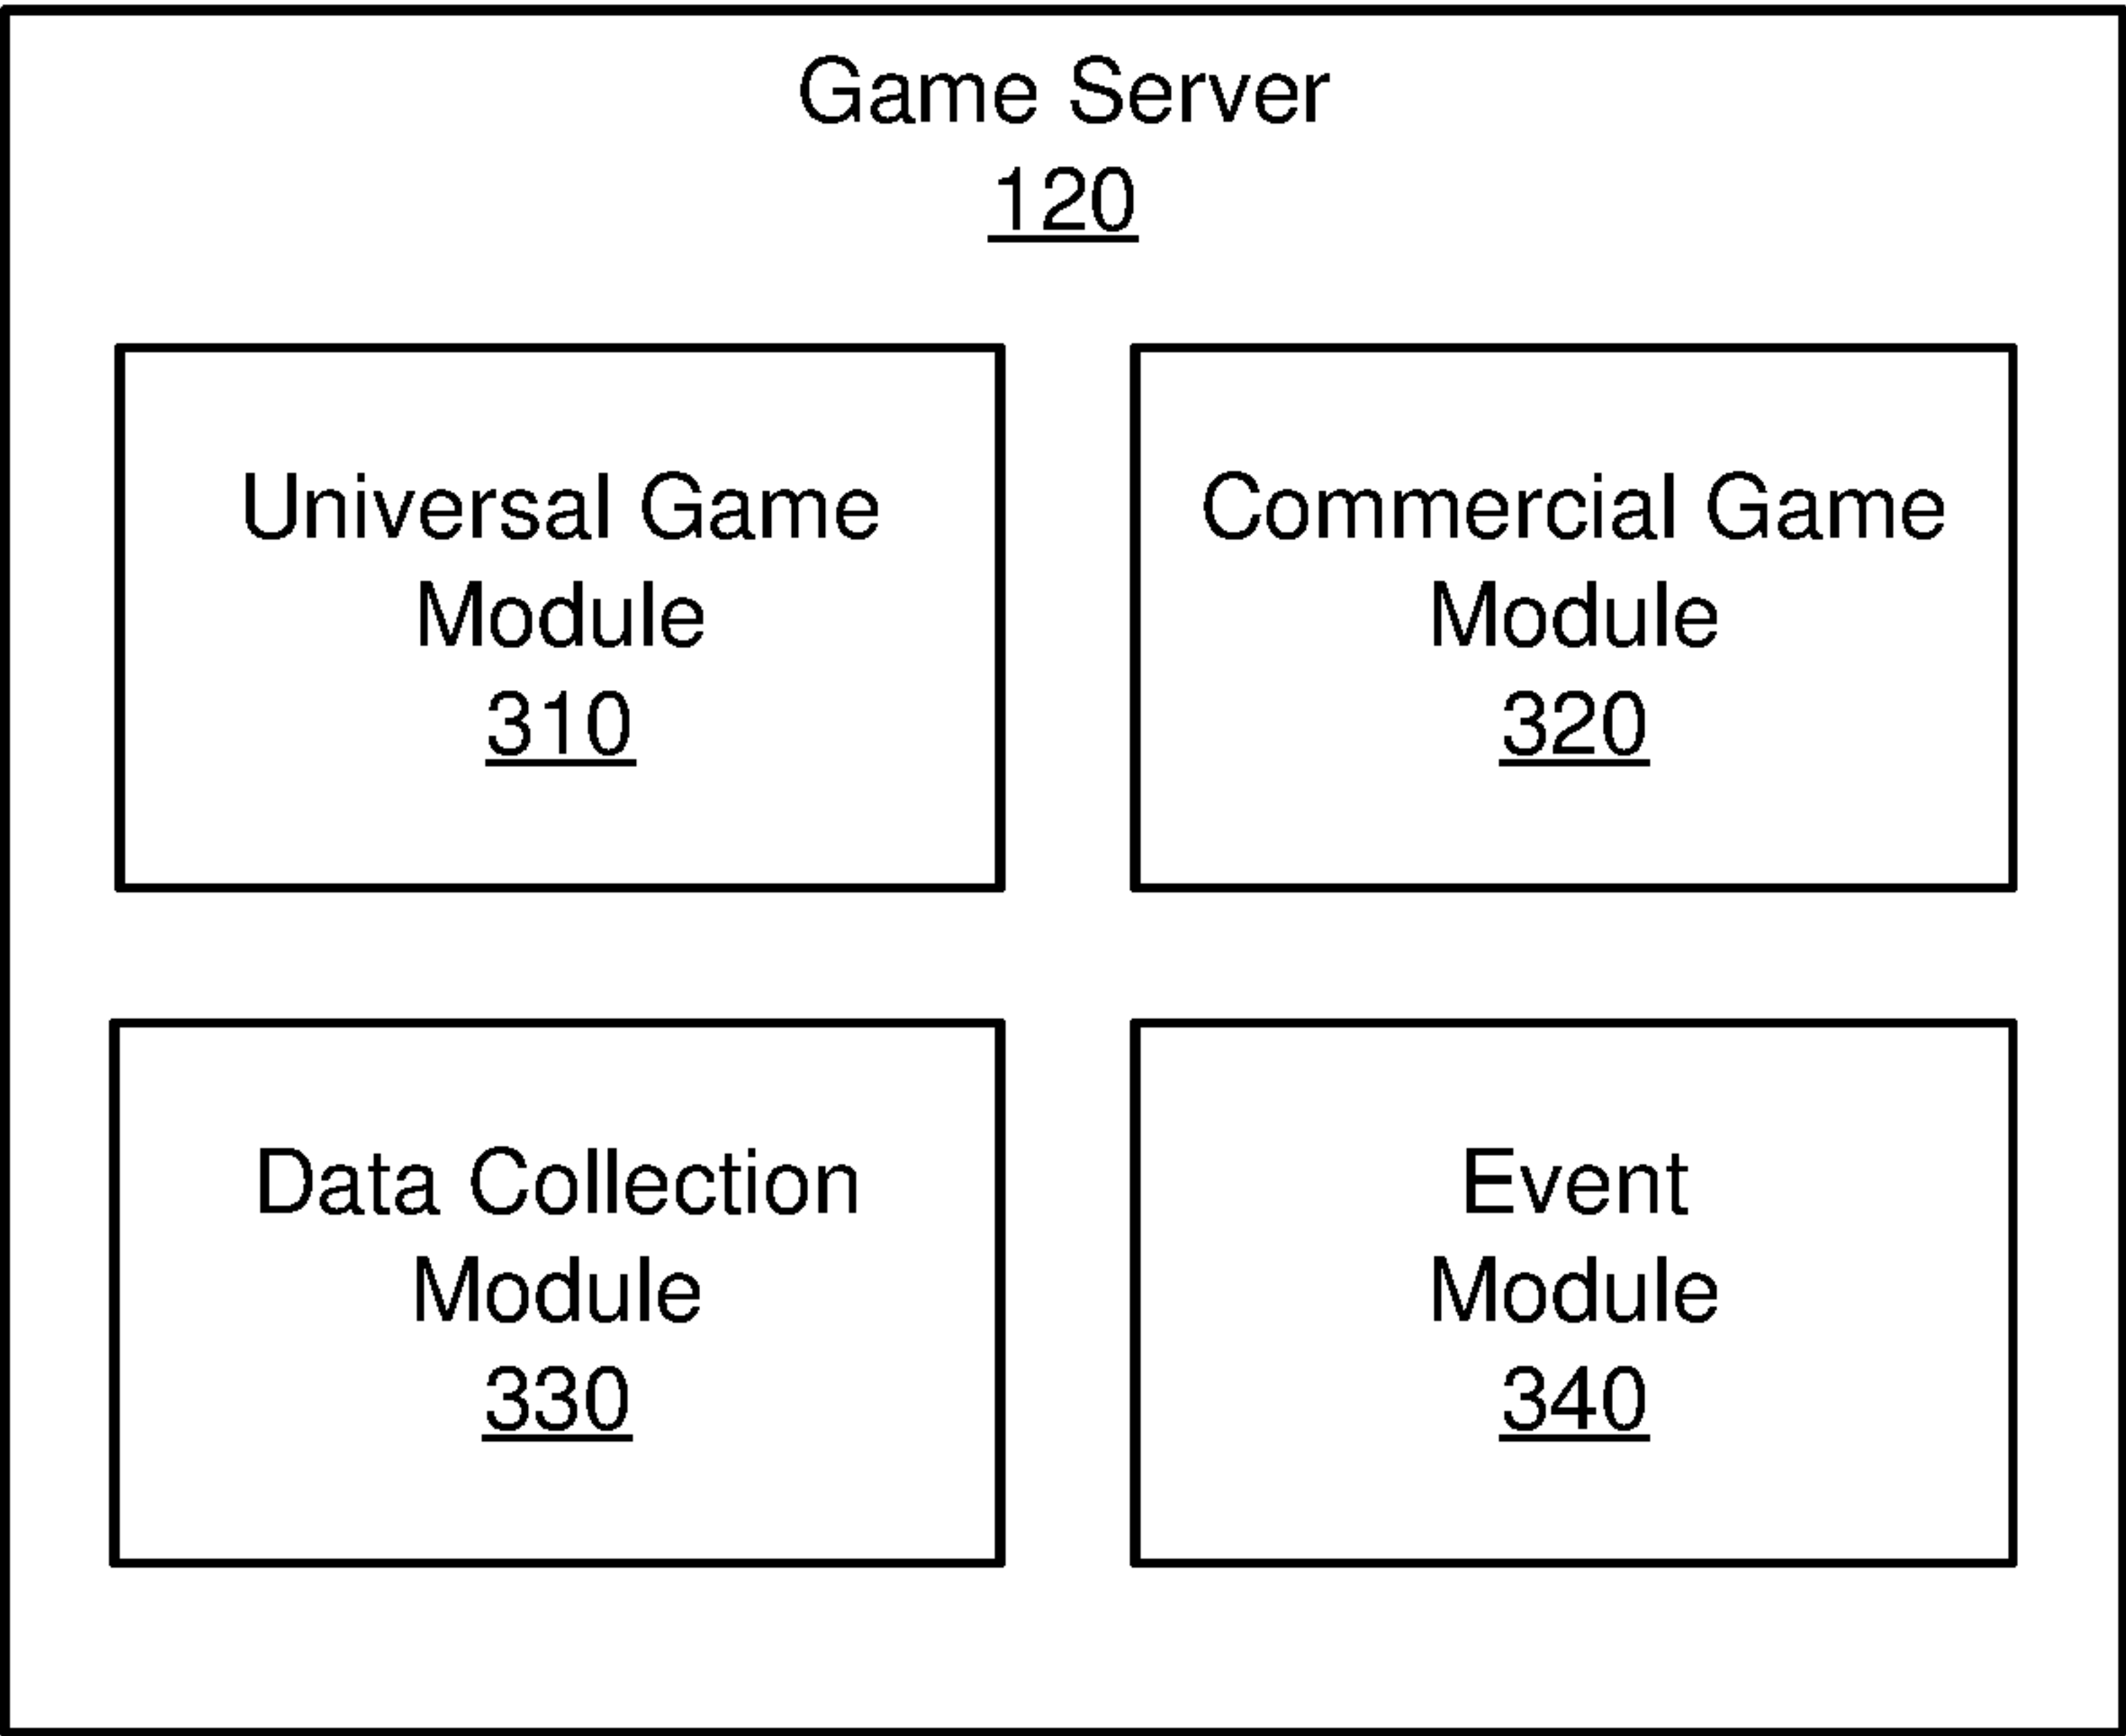 Game Server
120
Universal Game
Module
310
Commercial Game
Module
320
Data Collection
Module
330
Event
Module
340